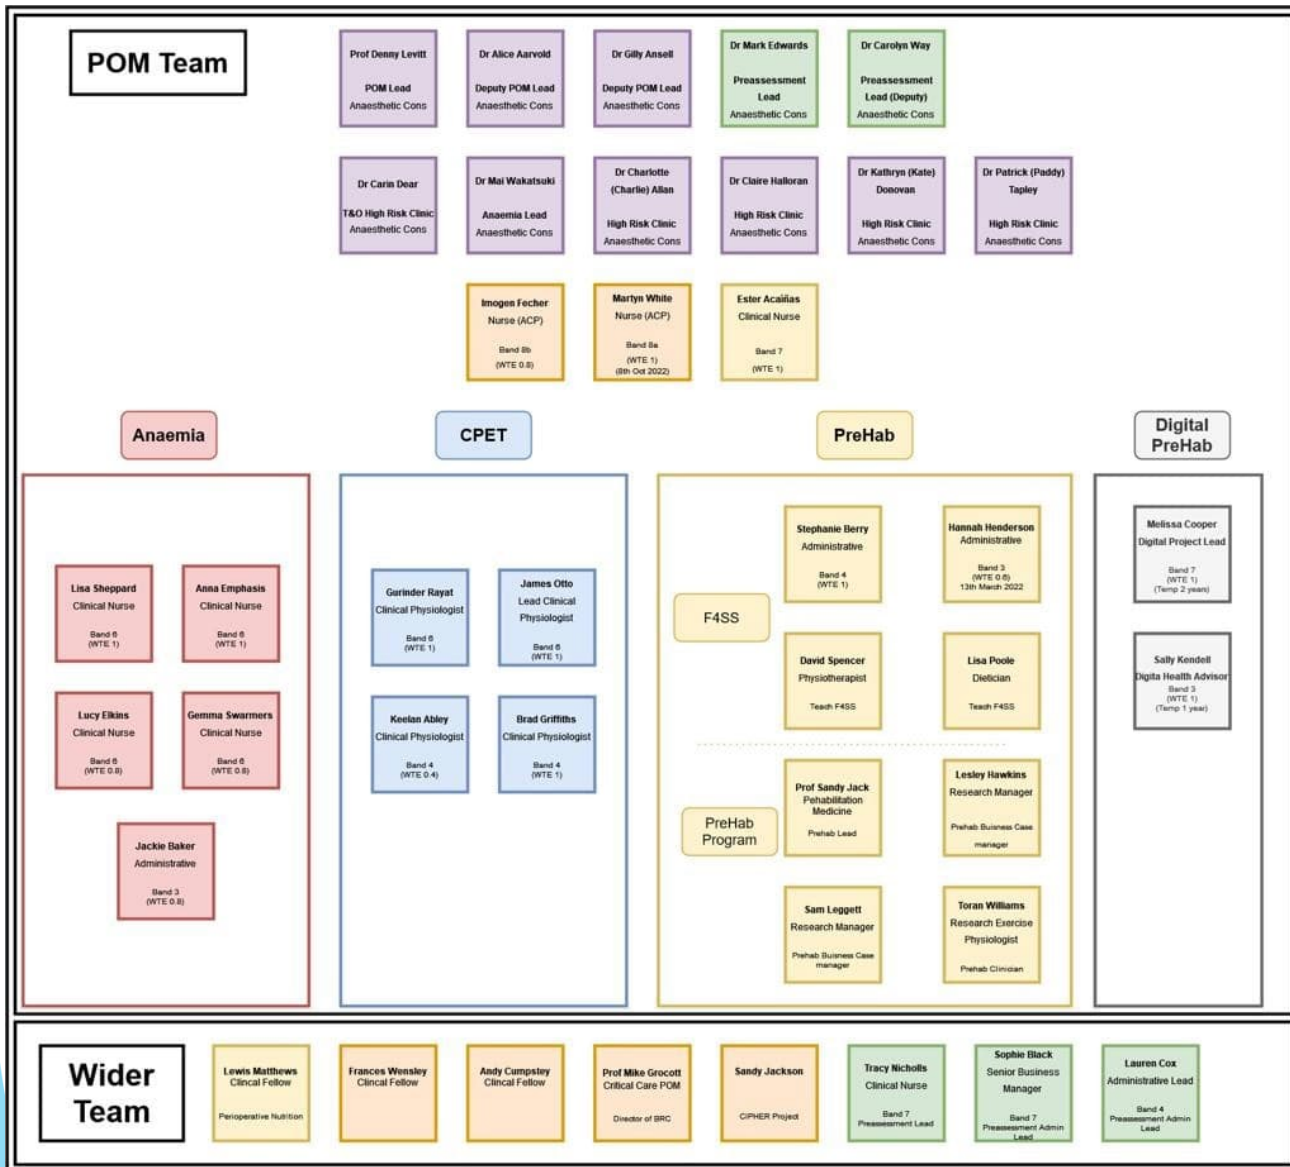 POM Team
Prof Denny Levitt
POM Lead
Anaesthetic Cons
Dr Alice Aarvold
Deputy POM Lead
Anaesthetic Cons
Dr Gilly Ansell
Deputy POM Lead
Anaesthetic Cons
Dr Mark Edwards
Preassessment
Lead
Anaesthetic Cons
Dr Carolyn Way
Preassessment
Lead (Deputy)
Anaesthetic Cons
Dr Carin Dear
T&O High Risk Clinic
Anaesthetic Cons
Dr Mai Wakatsuki
Anaemia Lead
Anaesthetic Cons
Dr Charlotte
(Charlie) Allan
High Risk Clinic
Anaesthetic Cons
Dr Claire Halloran
High Risk Clinic
Anaesthetic Cons
Dr Kathryn (Kate)
Donovan
High Risk Clinic
Anaesthetic Cons
Dr Patrick (Paddy)
Tapley
High Risk Clinic
Anaesthetic Cons
Imogen Fecher
Nurse (ACP)
Band 8b
(WTE 0.8)
Martyn White
Nurse (ACP)
Band 8a
(WTE 1)
(8th Oct 2022)
Ester Acaíñas
Clinical Nurse
Band 7
(WTE 1)
Anaemia
Lisa Sheppard
Clinical Nurse
Band 6
(WTE 1)
Anna Emphasis
Clinical Nurse
Band 6
(WTE 1)
Lucy Elkins
Clinical Nurse
Band 6
(WTE 0.8)
Gemma Swarmers
Clinical Nurse
Band 6
(WTE 0.8)
Jackie Baker
Administrative
Band 3
(WTE 0.8)
CPET
Gurinder Rayat
Clinical Physiologist
Band 6
(WTE 1)
James Otto
Lead Clinical
Physiologist
Band 6
(WTE 1)
Keelan Abley
Clinical Physiologist
Band 4
(WTE 0.4)
Brad Griffiths
Clinical Physiologist
Band 4
(WTE 1)
PreHab
F4SS
Stephanie Berry
Administrative
Band 4
(WTE 1)
Hannah Henderson
Administrative
Band 3
(WTE 0.8)
13th March 2022
David Spencer
Physiotherapist
Teach F4SS
Lisa Poole
Dietician
Teach F4SS
PreHab
Program
Prof Sandy Jack
Pehabilitation
Medicine
Prehab Lead
Lesley Hawkins
Research Manager
Prehab Buisness Case
manager
Sam Leggett
Research Manager
Prehab Buisness Case
manager
Toran Williams
Research Exercise
Physiologist
Prehab Clinician
Digital
PreHab
Melissa Cooper
Digital Project Lead
Band 7
(WTE 1)
(Temp 2 years)
Sally Kendell
Digita Health Advisor
Band 3
(WTE 1)
(Temp 1 year)
Wider
Team
Lewis Matthews
Clincal Fellow
Perioperative Nutrition
Frances Wensley
Clincal Fellow
Andy Cumpstey
Clincal Fellow
Prof Mike Grocott
Critical Care POM
Director of BRC
Sandy Jackson
CIPHER Project
Tracy Nicholls
Clinical Nurse
Band 7
Preassessment Lead
Sophie Black
Senior Business
Manager
Band 7
Preassessment Admin
Lead
Lauren Cox
Administrative Lead
Band 4
Preassessment Admin
Lead